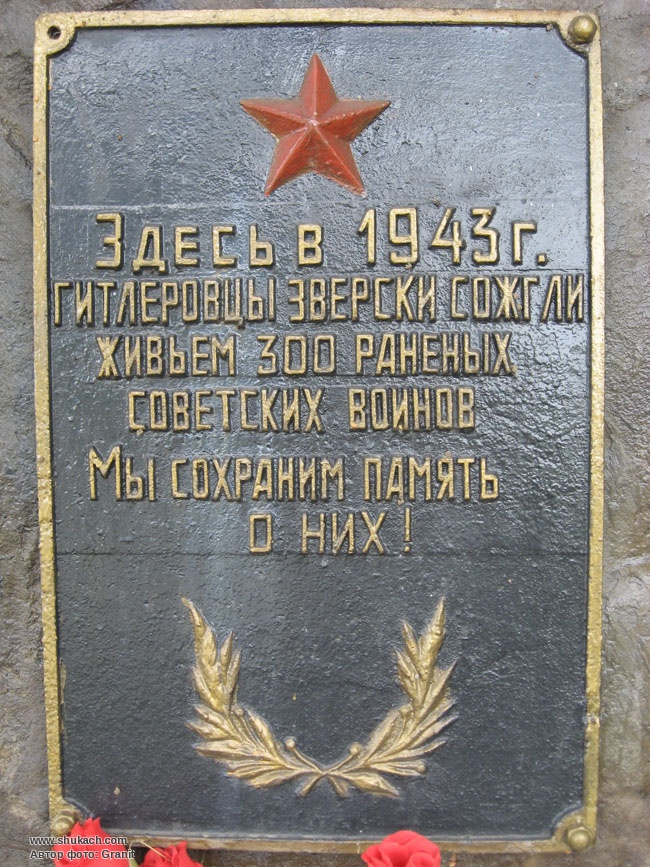 Здесь в 1943 г.
гитлеровцы зверски сожгли
живьем 300 раненых
советских воинов
Мы сохраним память
о них!
www.shukach.com
Автор фото: Granit